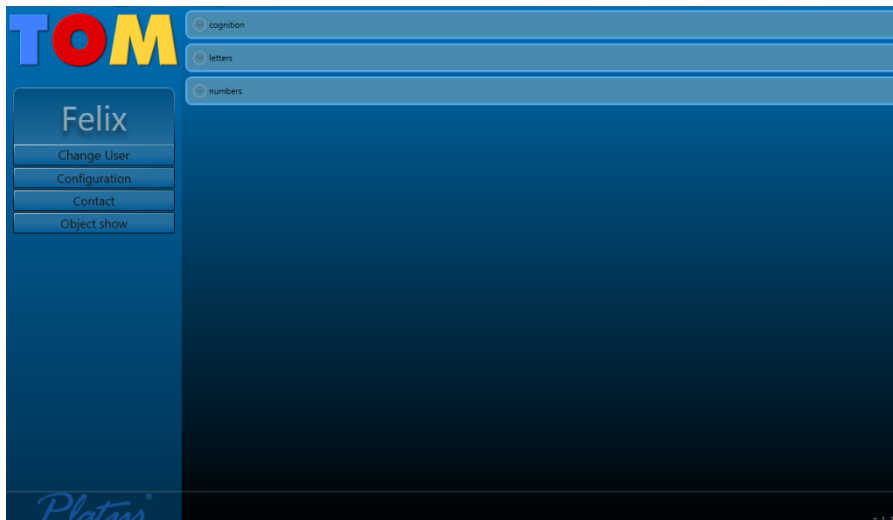 TOM
cognition
letters
numbers
Felix
Change User
Configuration
Contact
Object show